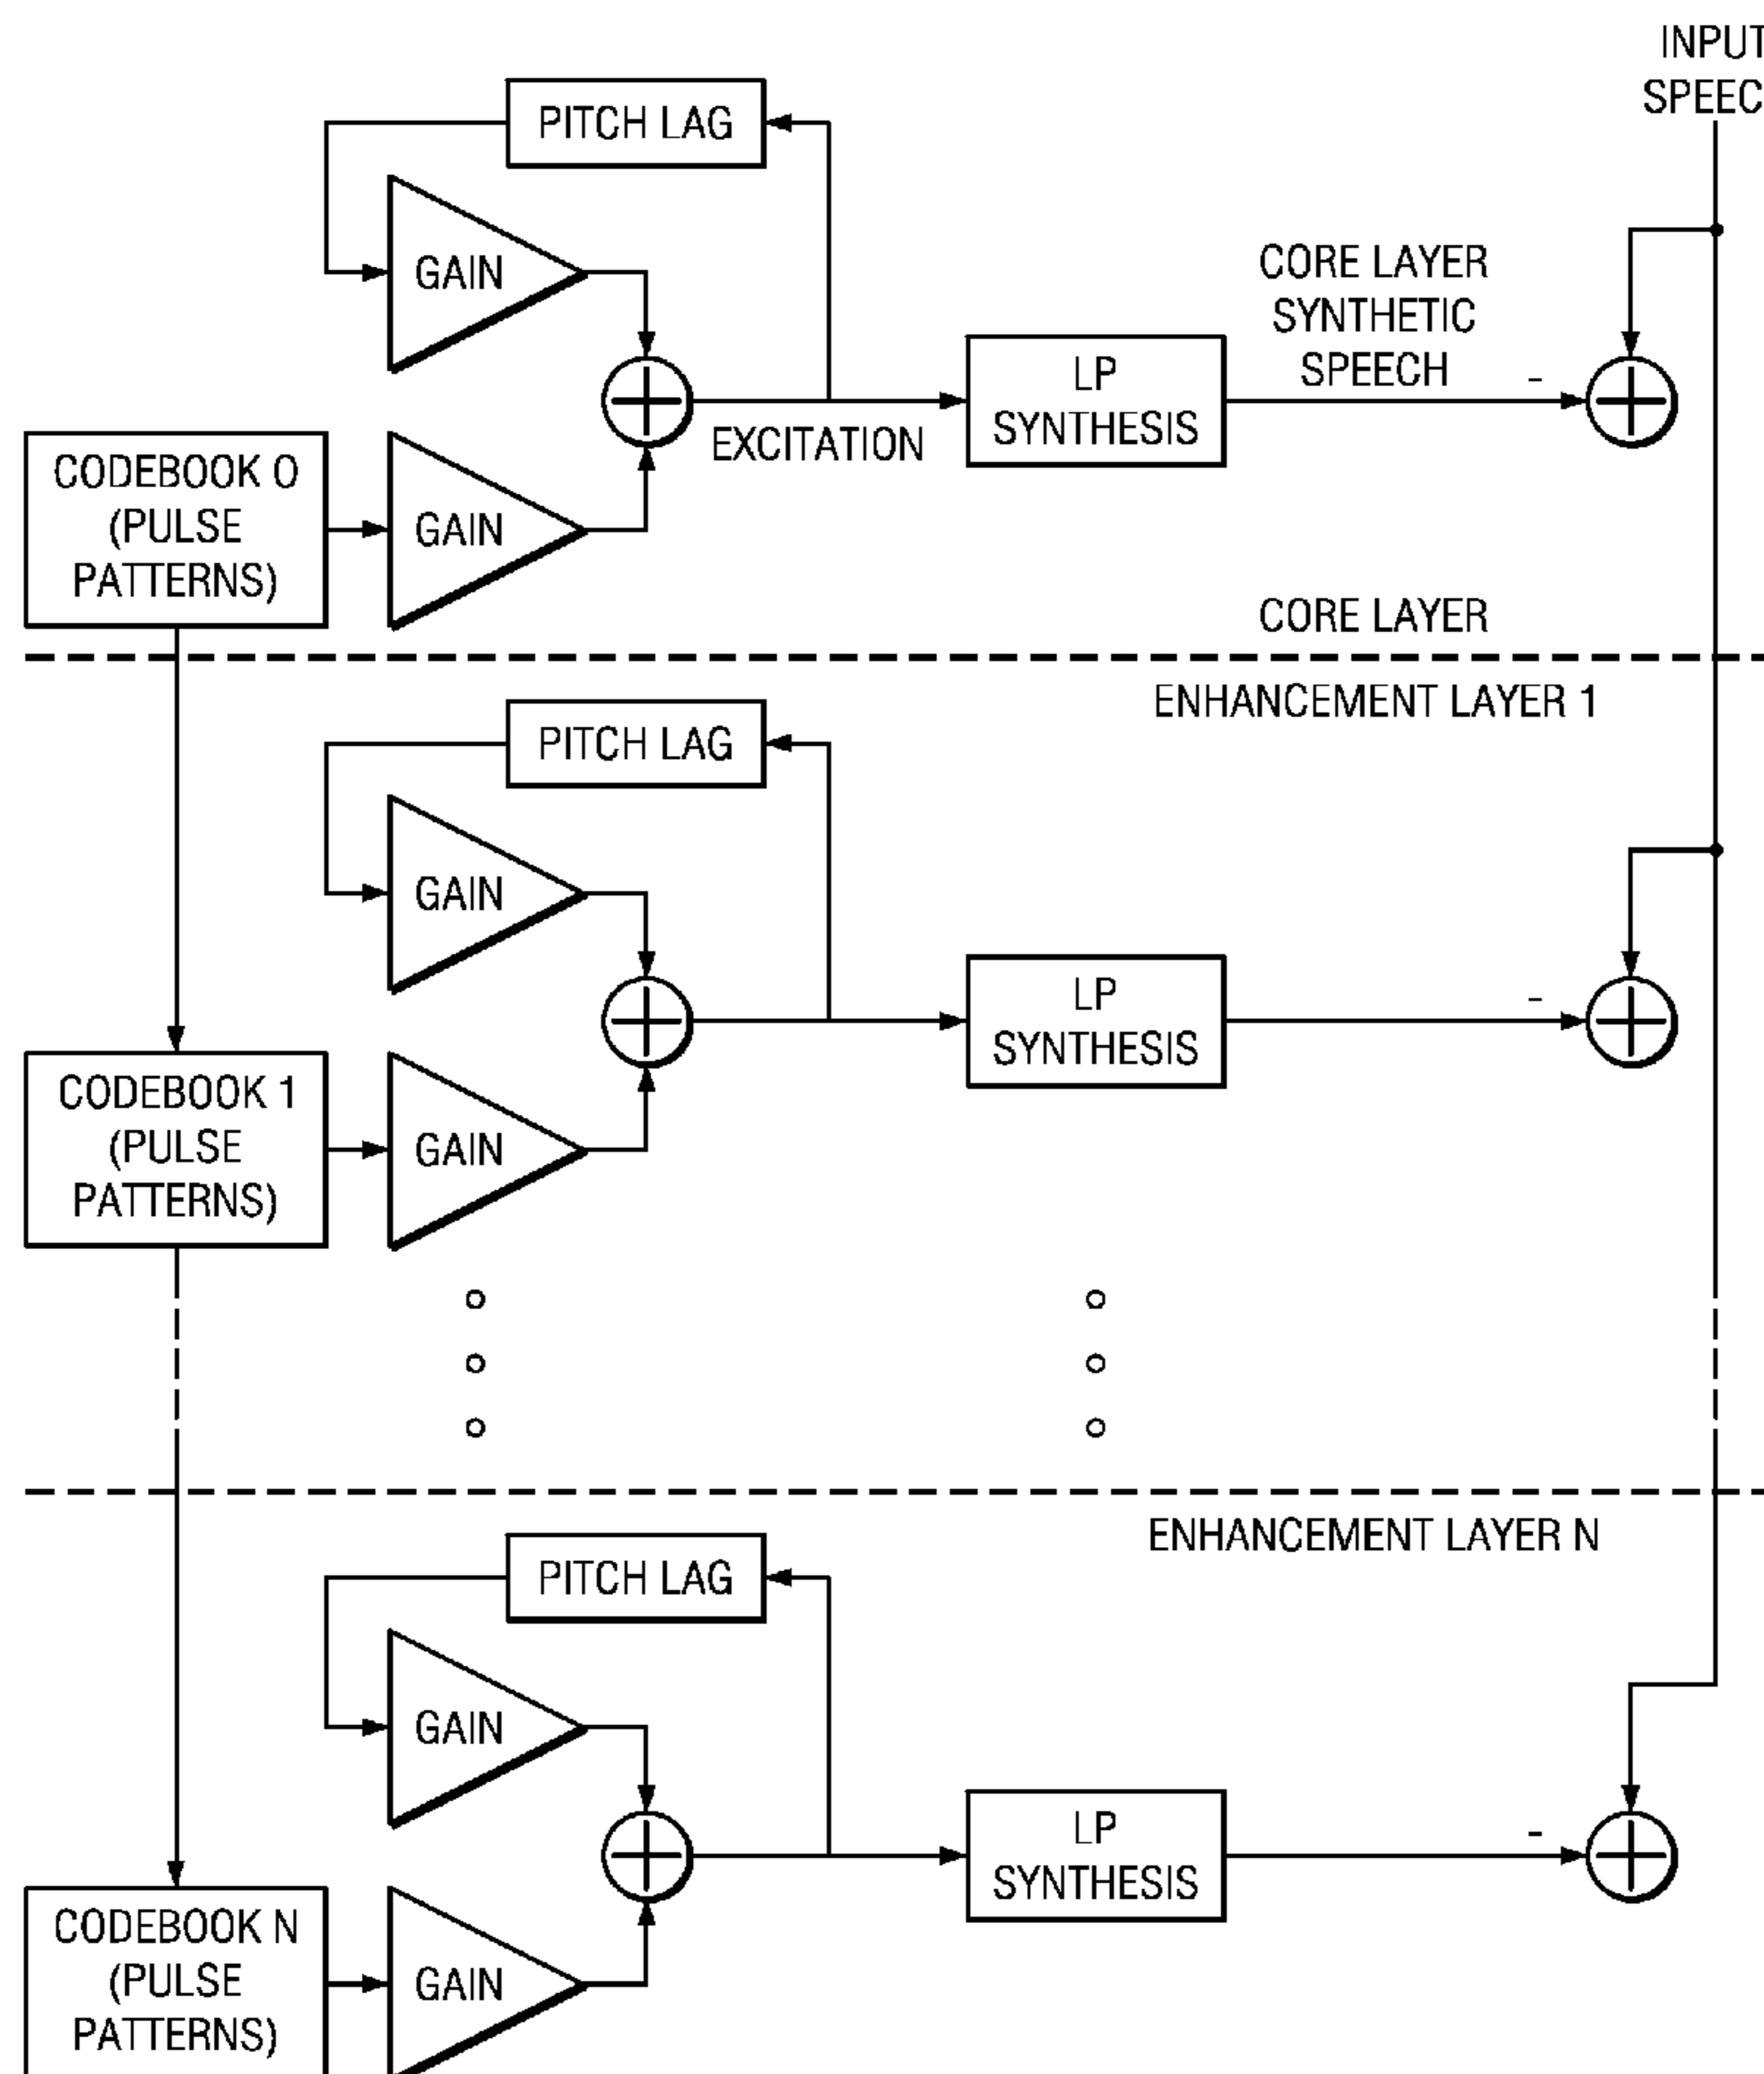 INPUT
SPEEC
PITCH LAG
GAIN
CORE LAYER
SYNTHETIC
SPEECH
-
LP
SYNTHESIS
EXCITATION
CODEBOOK 0
(PULSE
PATTERNS)
GAIN
CORE LAYER
ENHANCEMENT LAYER 1
PITCH LAG
GAIN
-
LP
SYNTHESIS
CODEBOOK 1
(PULSE
PATTERNS)
GAIN
ENHANCEMENT LAYER N
PITCH LAG
GAIN
-
LP
SYNTHESIS
CODEBOOK N
(PULSE
PATTERNS)
GAIN